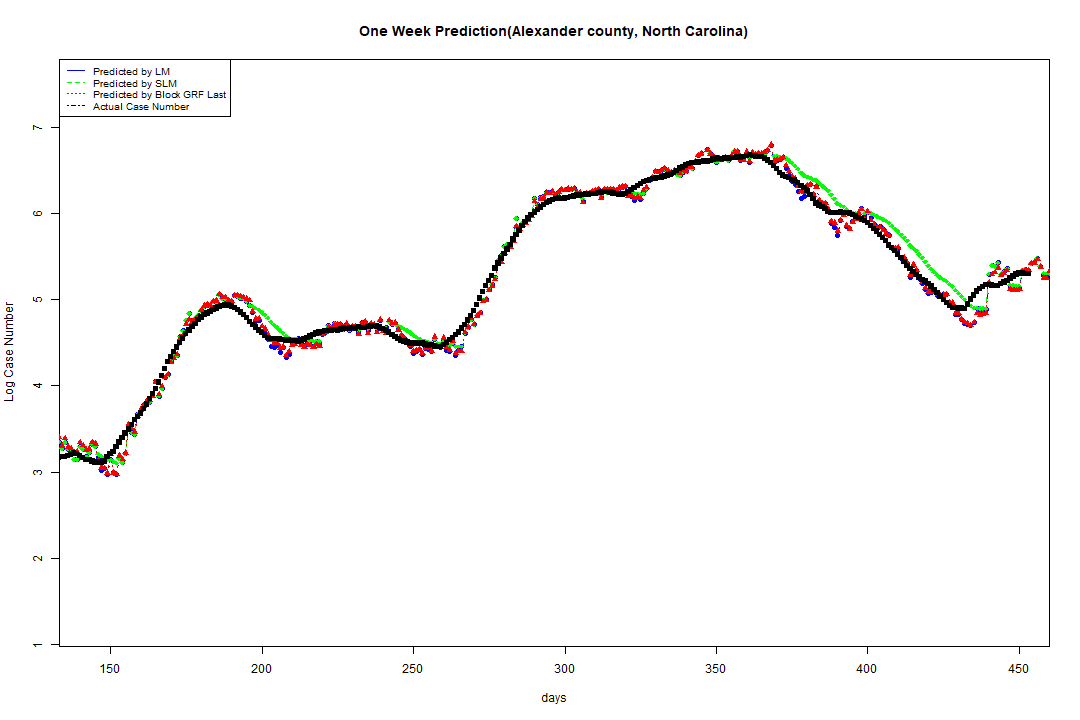 One Week Prediction(Alexander county, North Carolina)
Predicted by LM
Predicted by SLM
Predicted by Block GRF Last
Actual Case Number
7
6
5
4
3
2
1
Log Case Number
150 200 250 300 350 400 450
days